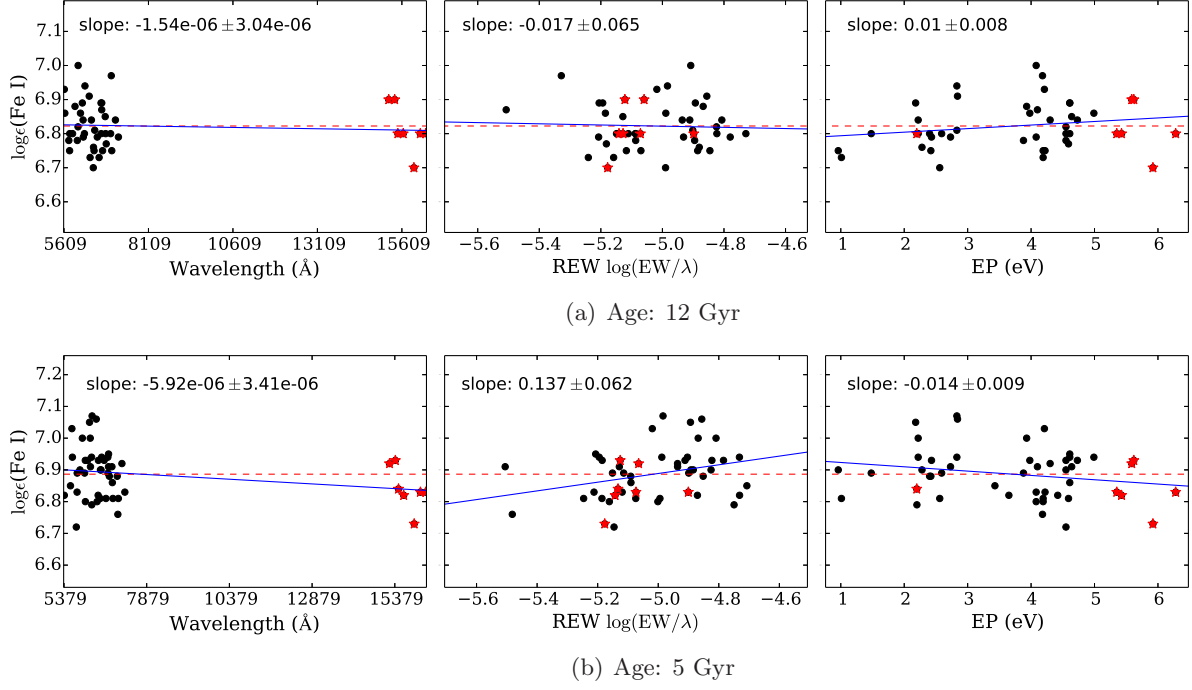 slope: -1.54e-06 ±3.04e-06
slope: -0.017±0.065
slope: 0.01±0.008
logϵ(Fe I)
7.1
7.0
6.9
6.8
6.7
6.6
5609 8109 10609 13109 15609
−5.6 −5.4 −5.2 −5.0 −4.8 −4.6
1 2 3 4 5 6
Wavelength (Å)
REW log(EW/λ)
EP (eV)
(a) Age: 12 Gyr
slope: -5.92e-06 ±3.41e-06
slope: 0.137±0.062
slope: -0.014±0.009
logϵ(Fe I)
7.2
7.1
7.0
6.9
6.8
6.7
6.6
5379 7879 10379 12879 15379
−5.6 −5.4 −5.2 −5.0 −4.8 −4.6
1 2 3 4 5 6
Wavelength (Å)
REW log(EW/λ)
EP (eV)
(b) Age: 5 Gyr